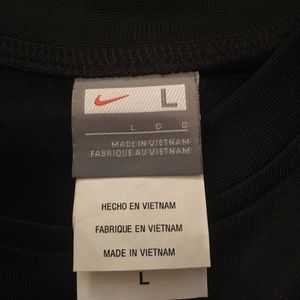 L
L G G
MADE IN VIETNAM
FABRIQUE AU VIETNAM
HECHO EN VIETNAM
FABRIQUE EN VIETNAM
MADE IN VIETNAM
L